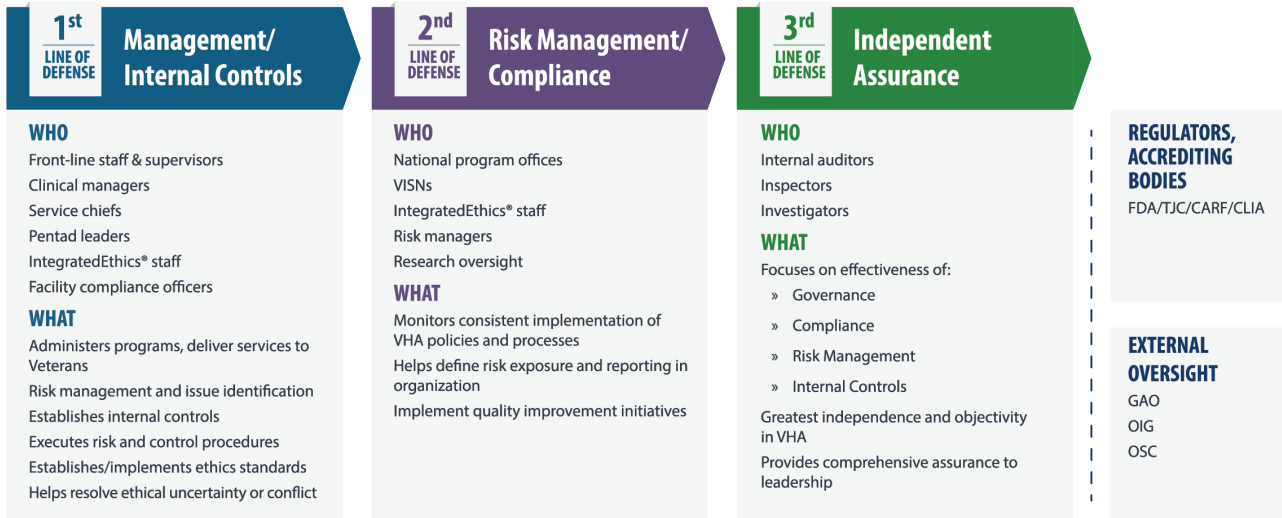 1st
LINE OF
DEFENSE
Management/
Internal Controls
WHO
Front-line staff & supervisors
Clinical managers
Service chiefs
Pentad leaders
IntegratedEthics® staff
Facility compliance officers
WHAT
Administers programs, deliver services to
Veterans
Risk management and issue identification
Establishes internal controls
Executes risk and control procedures
Establishes/implements ethics standards
Helps resolve ethical uncertainty or conflict
2nd
LINE OF
DEFENSE
Risk Management/
Compliance
WHO
National program offices
VISNs
IntegratedEthics® staff
Risk managers
Research oversight
WHAT
Monitors consistent implementation of
VHA policies and processes
Helps define risk exposure and reporting in
organization
Implement quality improvement initiatives
3rd
LINE OF
DEFENSE
Independent
Assurance
WHO
Internal auditors
Inspectors
Investigators
WHAT
Focuses on effectiveness of:
» Governance
» Compliance
» Risk Management
» Internal Controls
Greatest independence and objectivity
in VHA
Provides comprehensive assurance to
leadership
REGULATORS,
ACCREDITING
BODIES
FDA/TJC/CARF/CLIA
EXTERNAL
OVERSIGHT
GAO
OIG
OSC